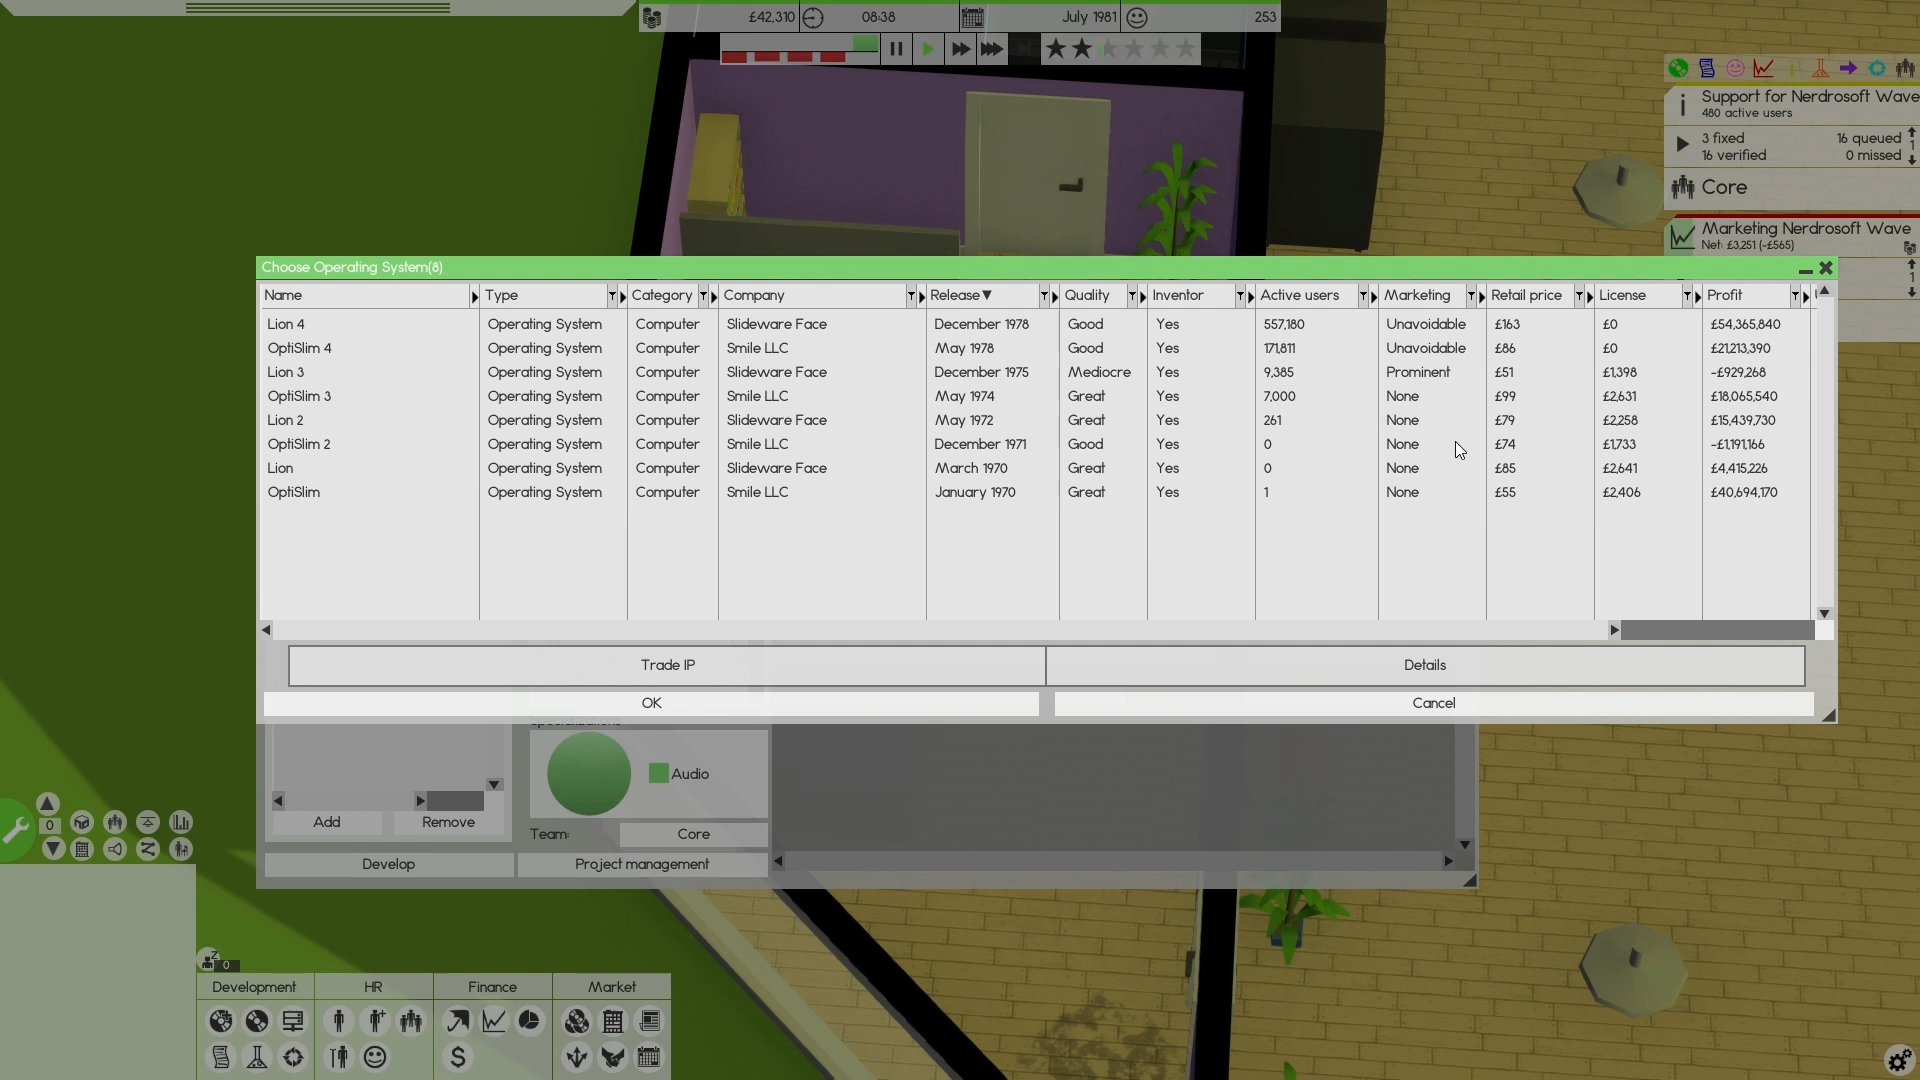 £42,310 08:38 July 1981 253
Support for Nerdrosoft Wave
480 active users
3 fixed 16 queued
16 verified 0 missed
1
Core
Marketing Nerdrosoft Wave
Net: £3,251 (-£565)
1
Choose Operating System(8)
Name Type Category Company Release▼ Quality Inventor Active users Marketing Retail price License Profit
Lion 4 Operating System Computer Slideware Face December 1978 Good Yes 557,180 Unavoidable £163 £0 £54,365,840
OptiSlim 4 Operating System Computer Smile LLC May 1978 Good Yes 171,811 Unavoidable £86 £0 £21,213,390
Lion 3 Operating System Computer Slideware Face December 1975 Mediocre Yes 9,385 Prominent £51 £1,398 -£929,268
OptiSlim 3 Operating System Computer Smile LLC May 1974 Great Yes 7,000 None £99 £2,631 £18,065,540
Lion 2 Operating System Computer Slideware Face May 1972 Great Yes 261 None £79 £2,258 £15,439,730
OptiSlim 2 Operating System Computer Smile LLC December 1971 Good Yes 0 None £74 £1,733 -£1,191,166
Lion Operating System Computer Slideware Face March 1970 Great Yes 0 None £85 £2,641 £4,415,226
OptiSlim Operating System Computer Smile LLC January 1970 Great Yes 1 None £55 £2,406 £40,694,170
Trade IP Details
OK Cancel
Specializations
Audio
Add Remove
Team: Core
Develop Project management
0
0
Development HR Finance Market